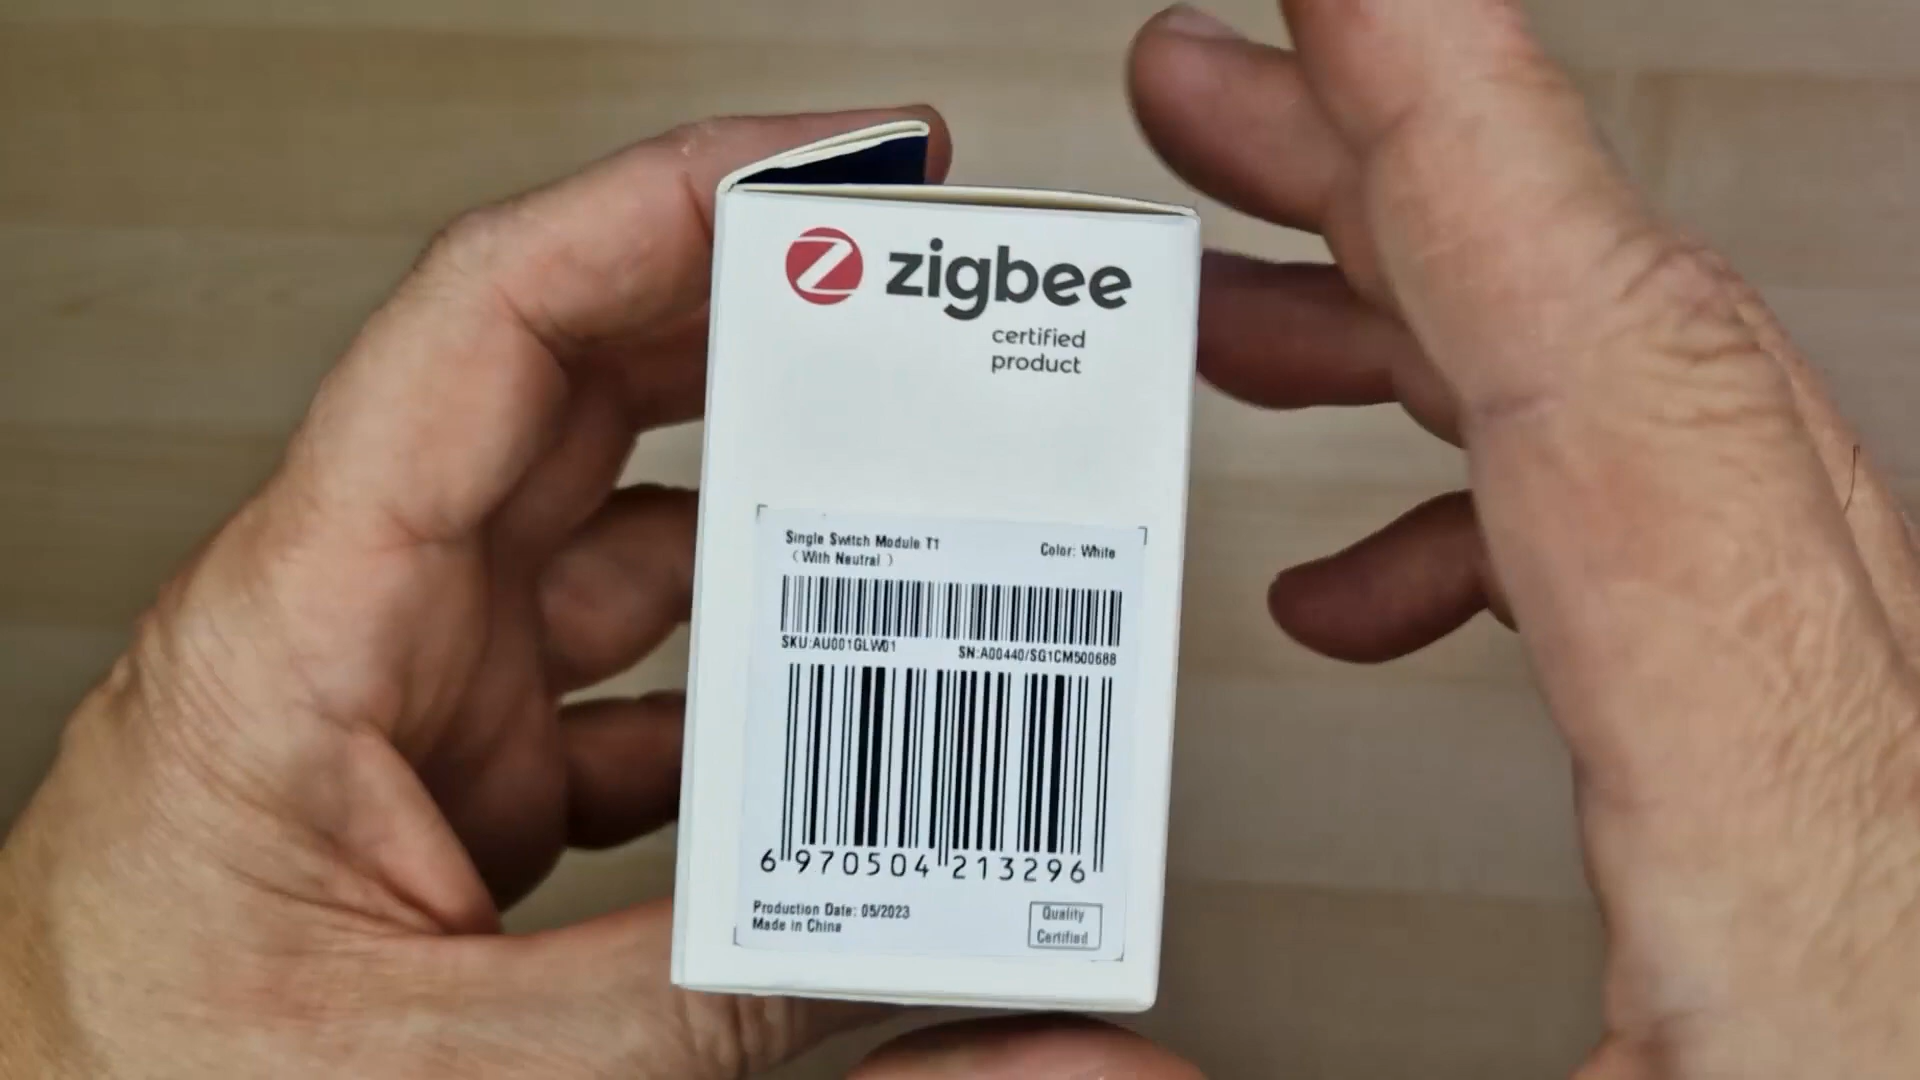 zigbee
certified
product
Single Switch Module T1
（With Neutral ）
Color: White
SKU:AU001GLW01
SN:A00440/SG1CM500688
6 970504 213296
Production Date: 05/2023
Made in China
Quality
Certified